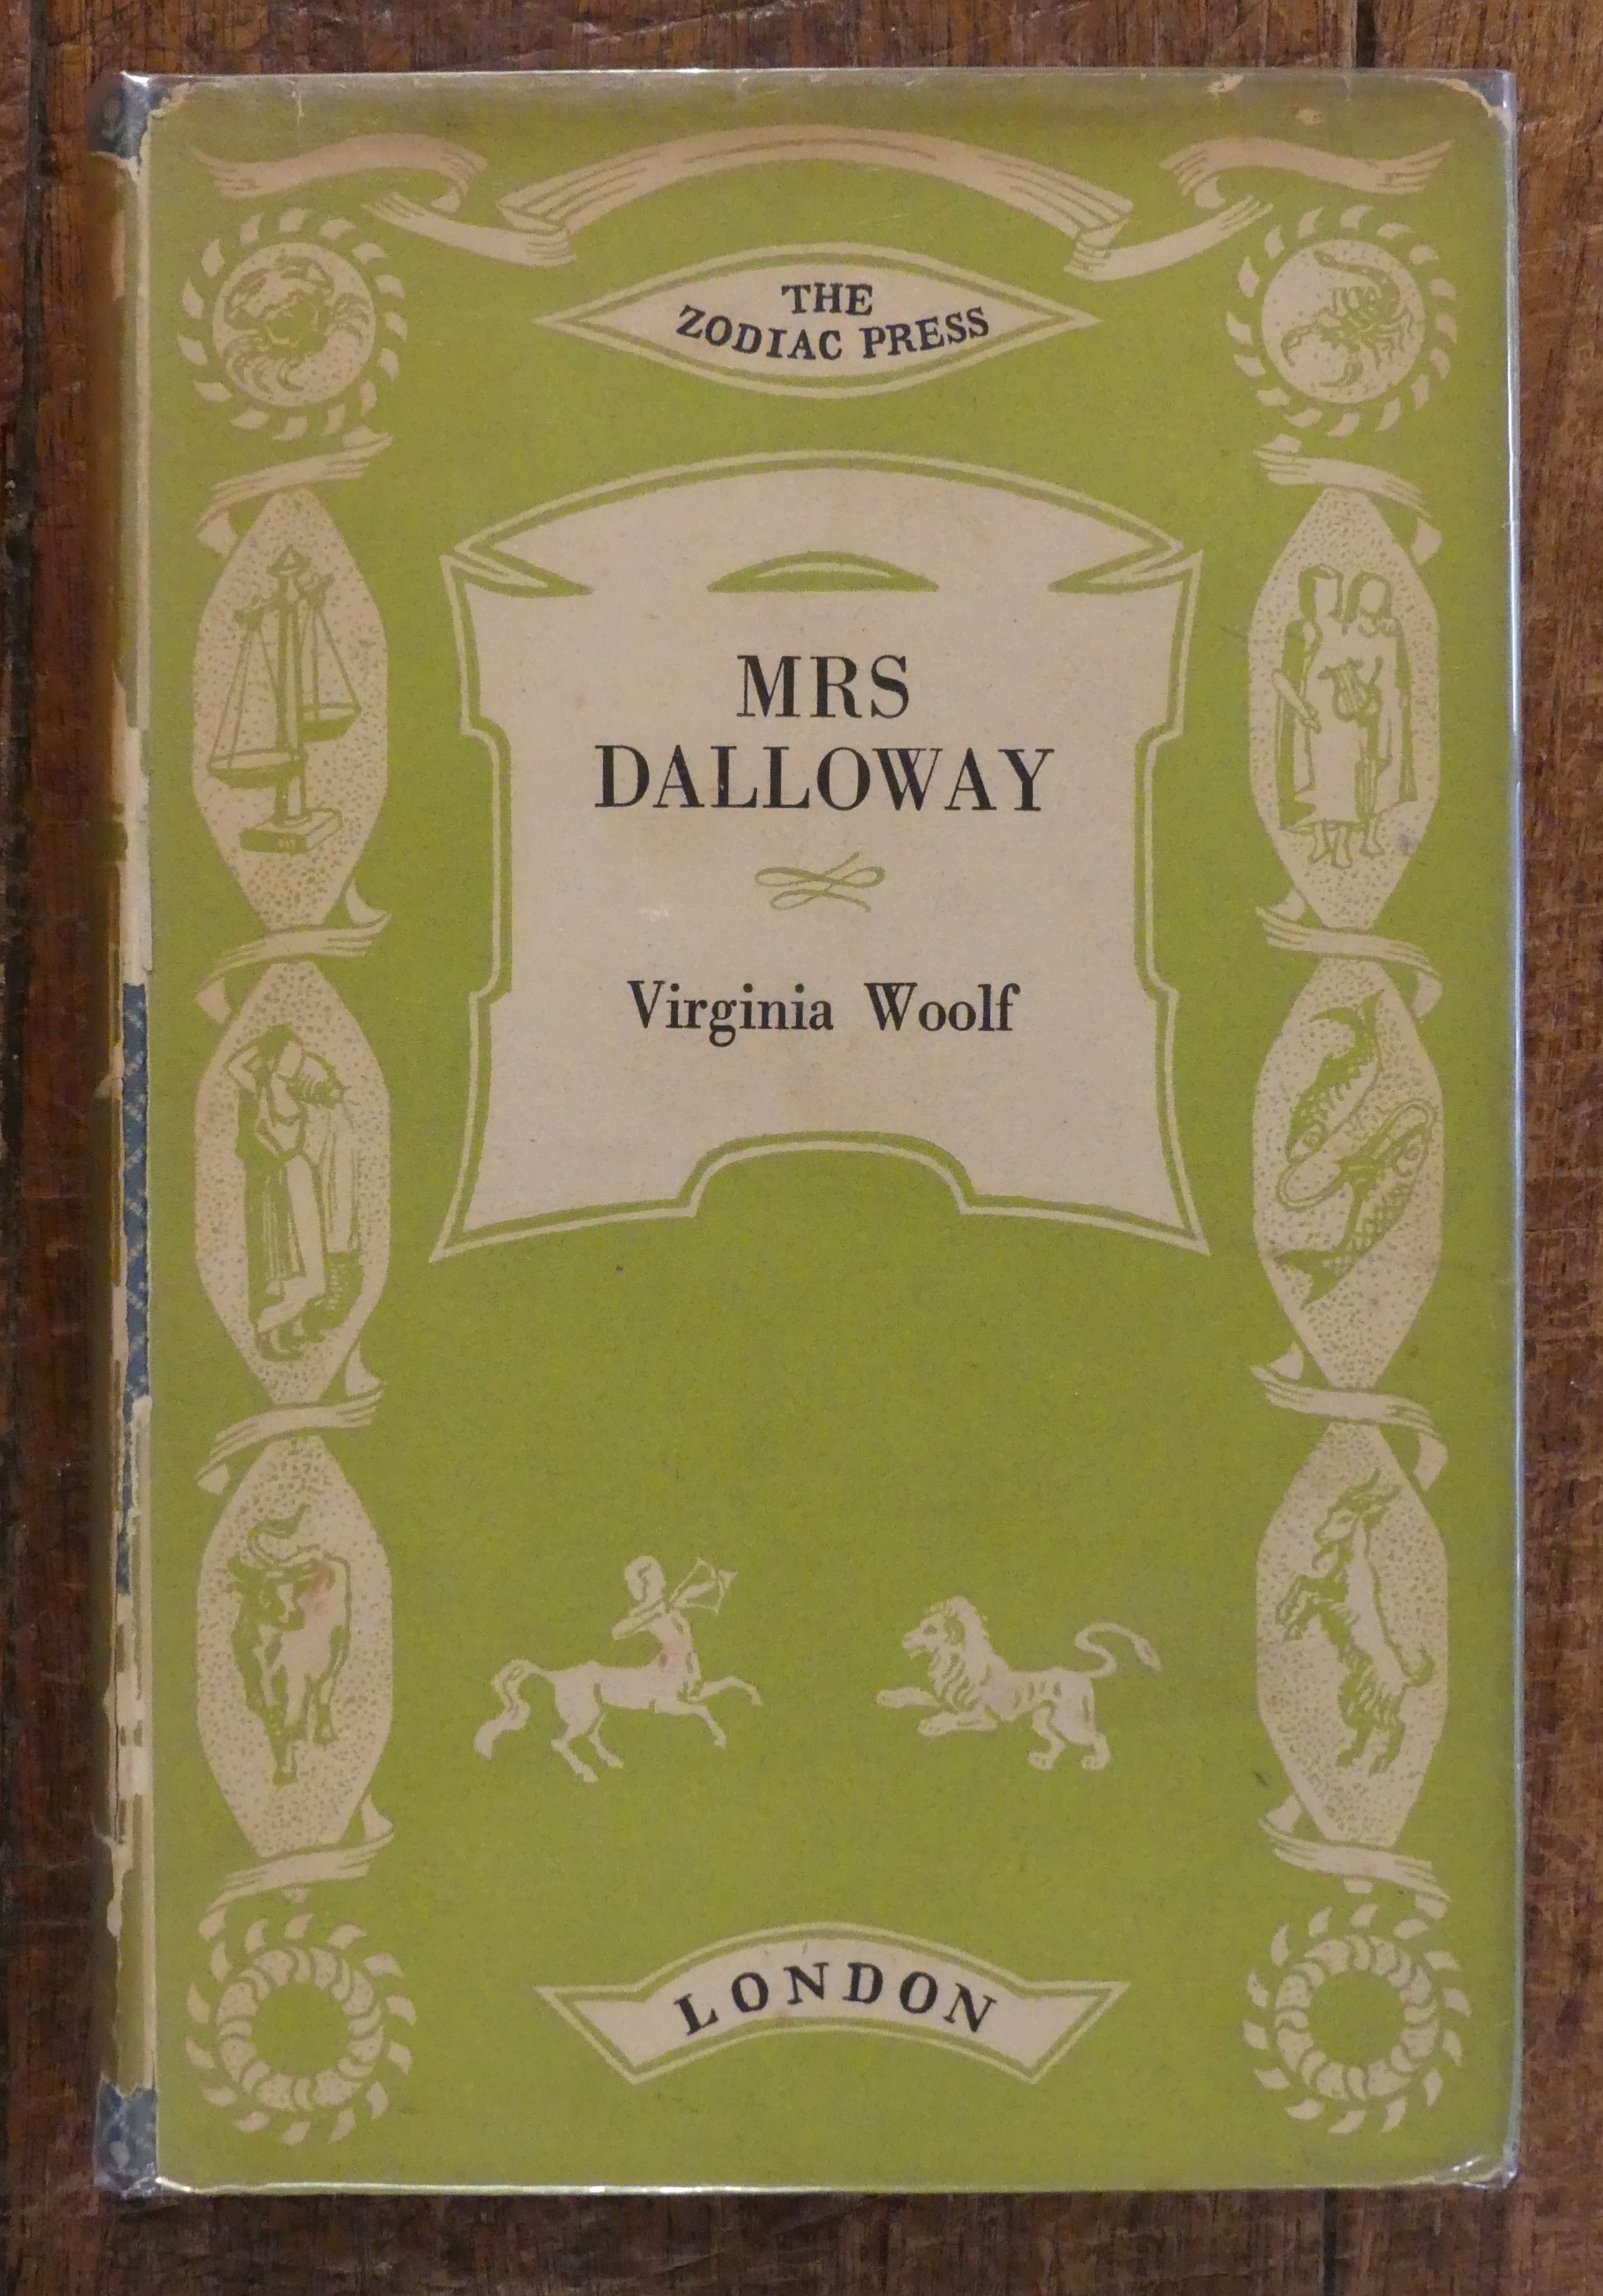 THE
ZODIAC PRESS
MRS
DALLOWAY
Virginia Woolf
LONDON